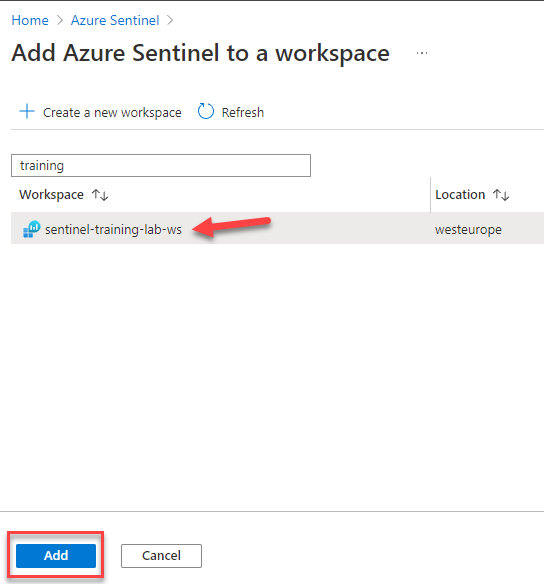 Home > Azure Sentinel >
Add Azure Sentinel to a workspace ...
+ Create a new workspace Refresh
training
Workspace ↑↓ Location ↑↓
sentinel-training-lab-ws westeurope
Add Cancel